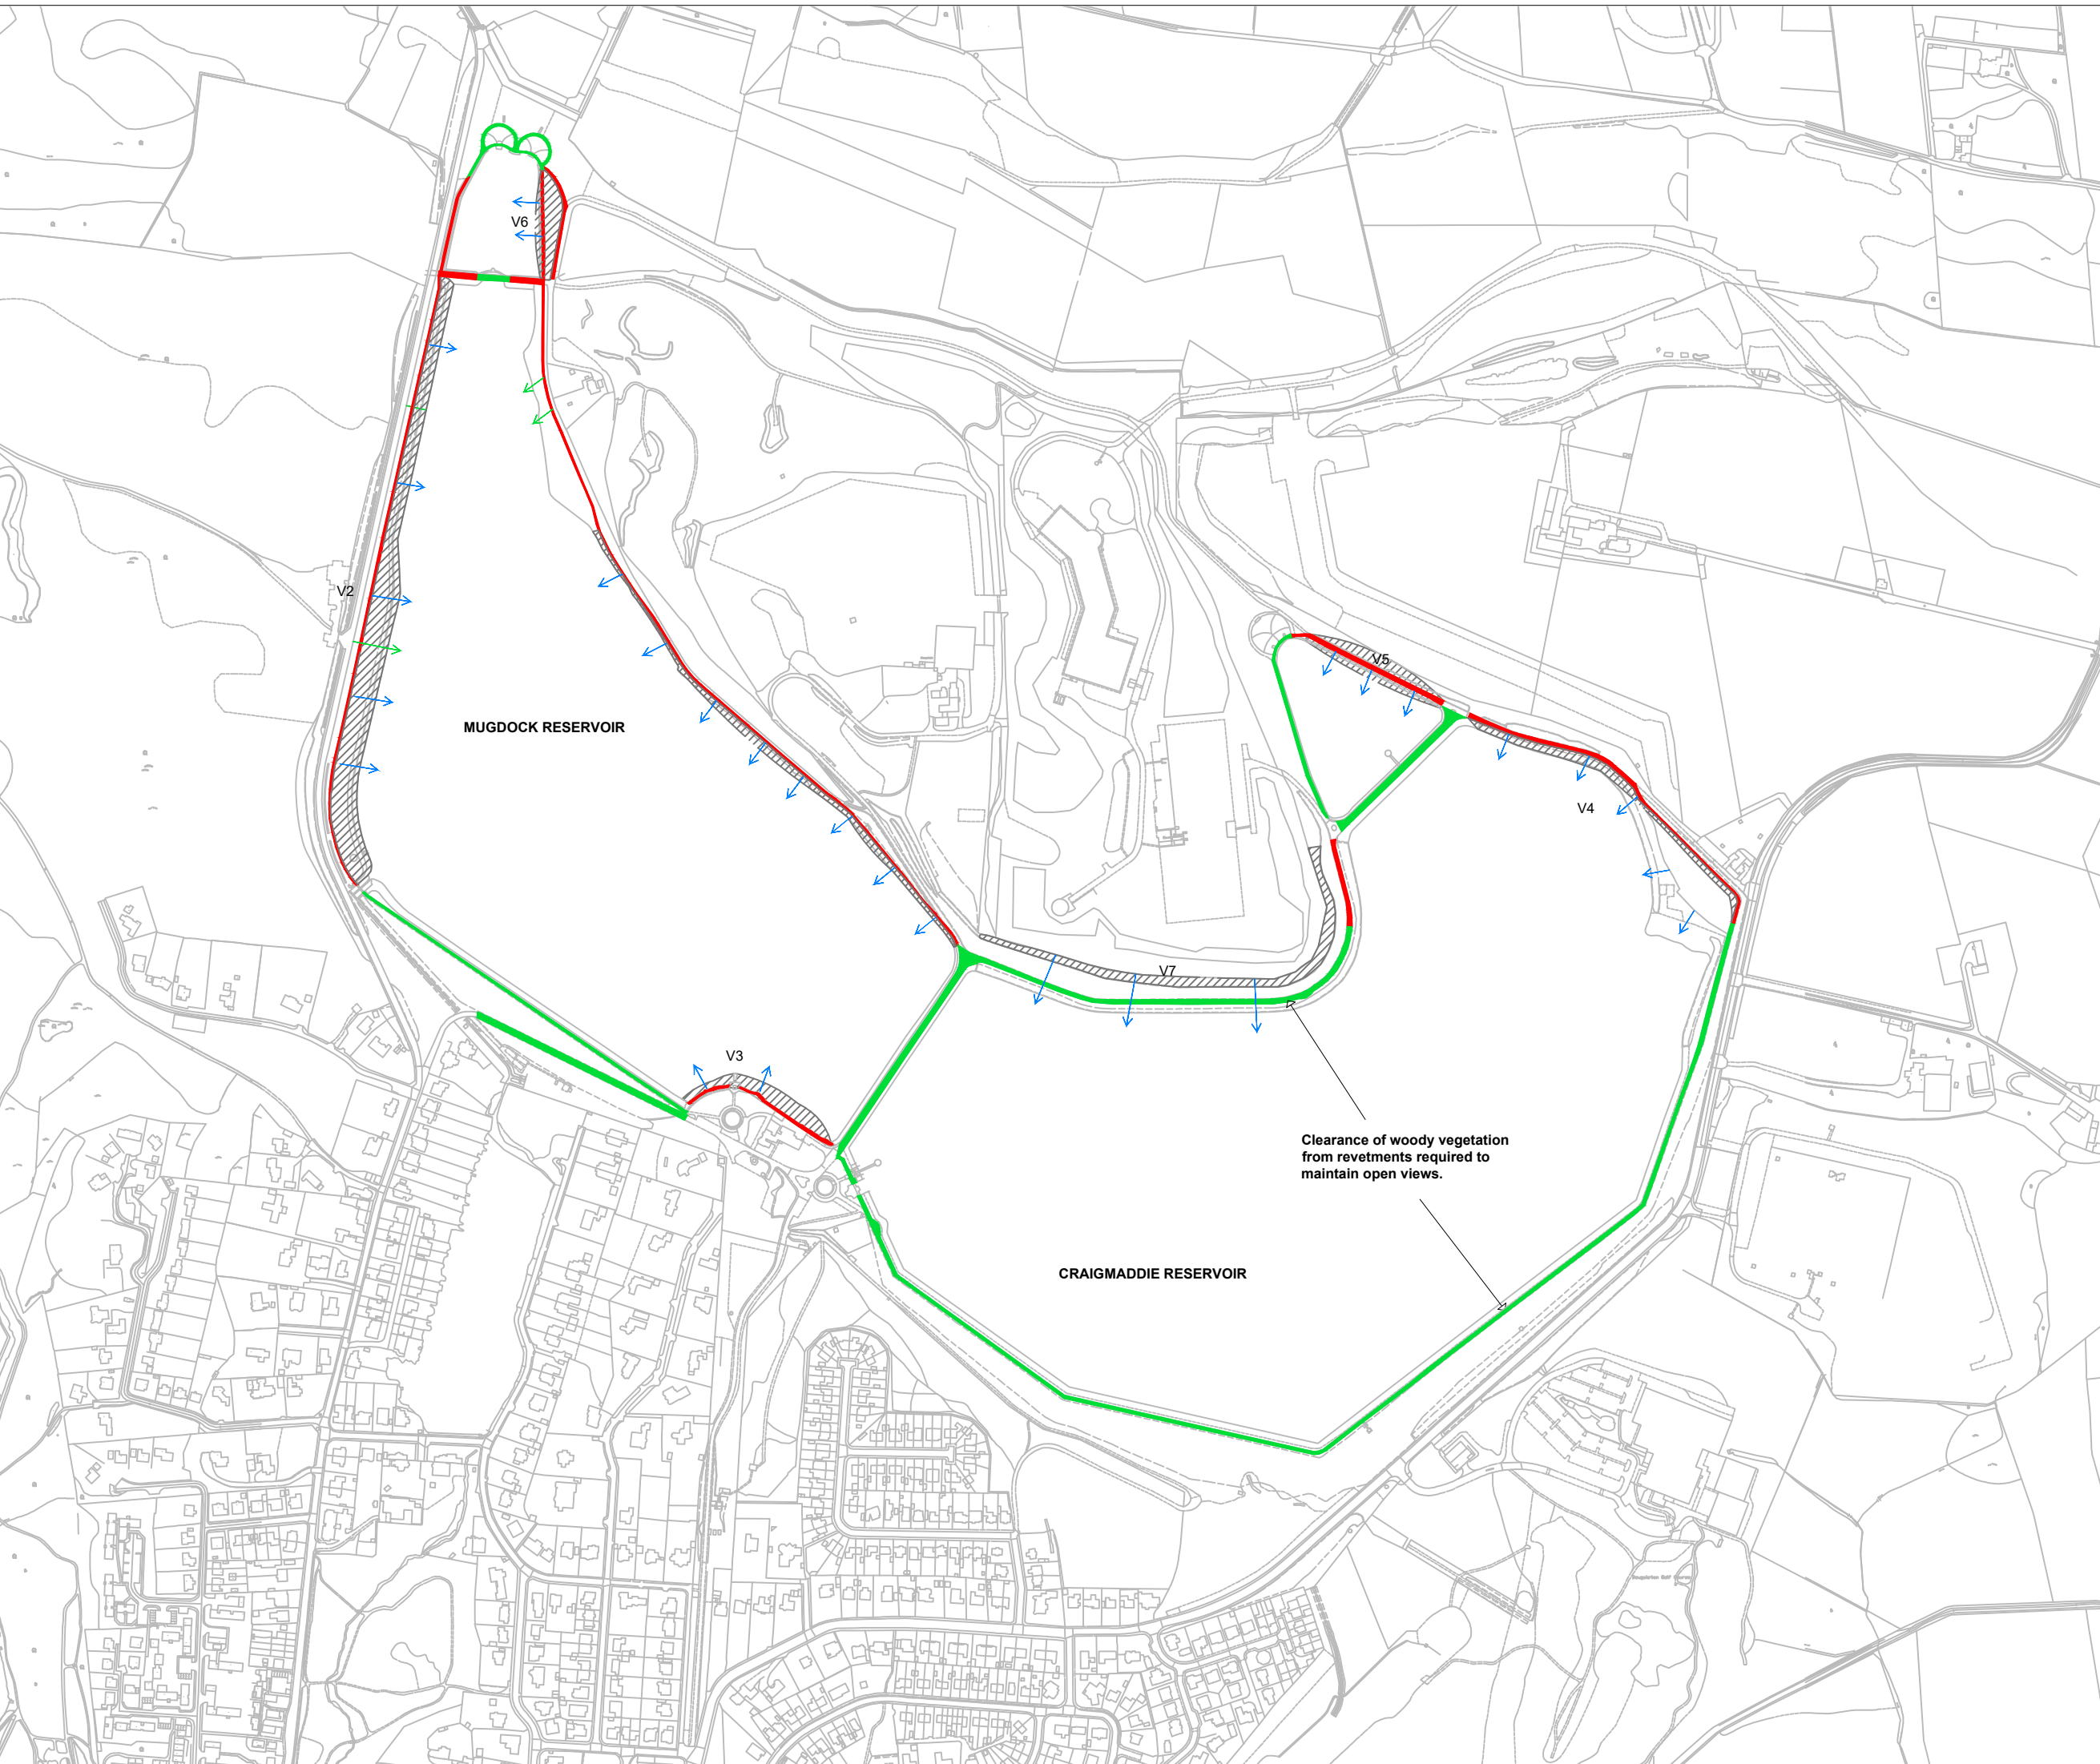 V6
V2
V5
MUGDOCK RESERVOIR
V4
V7
V3
Clearance of woody vegetation
from revetments required to
maintain open views.
CRAIGMADDIE RESERVOIR